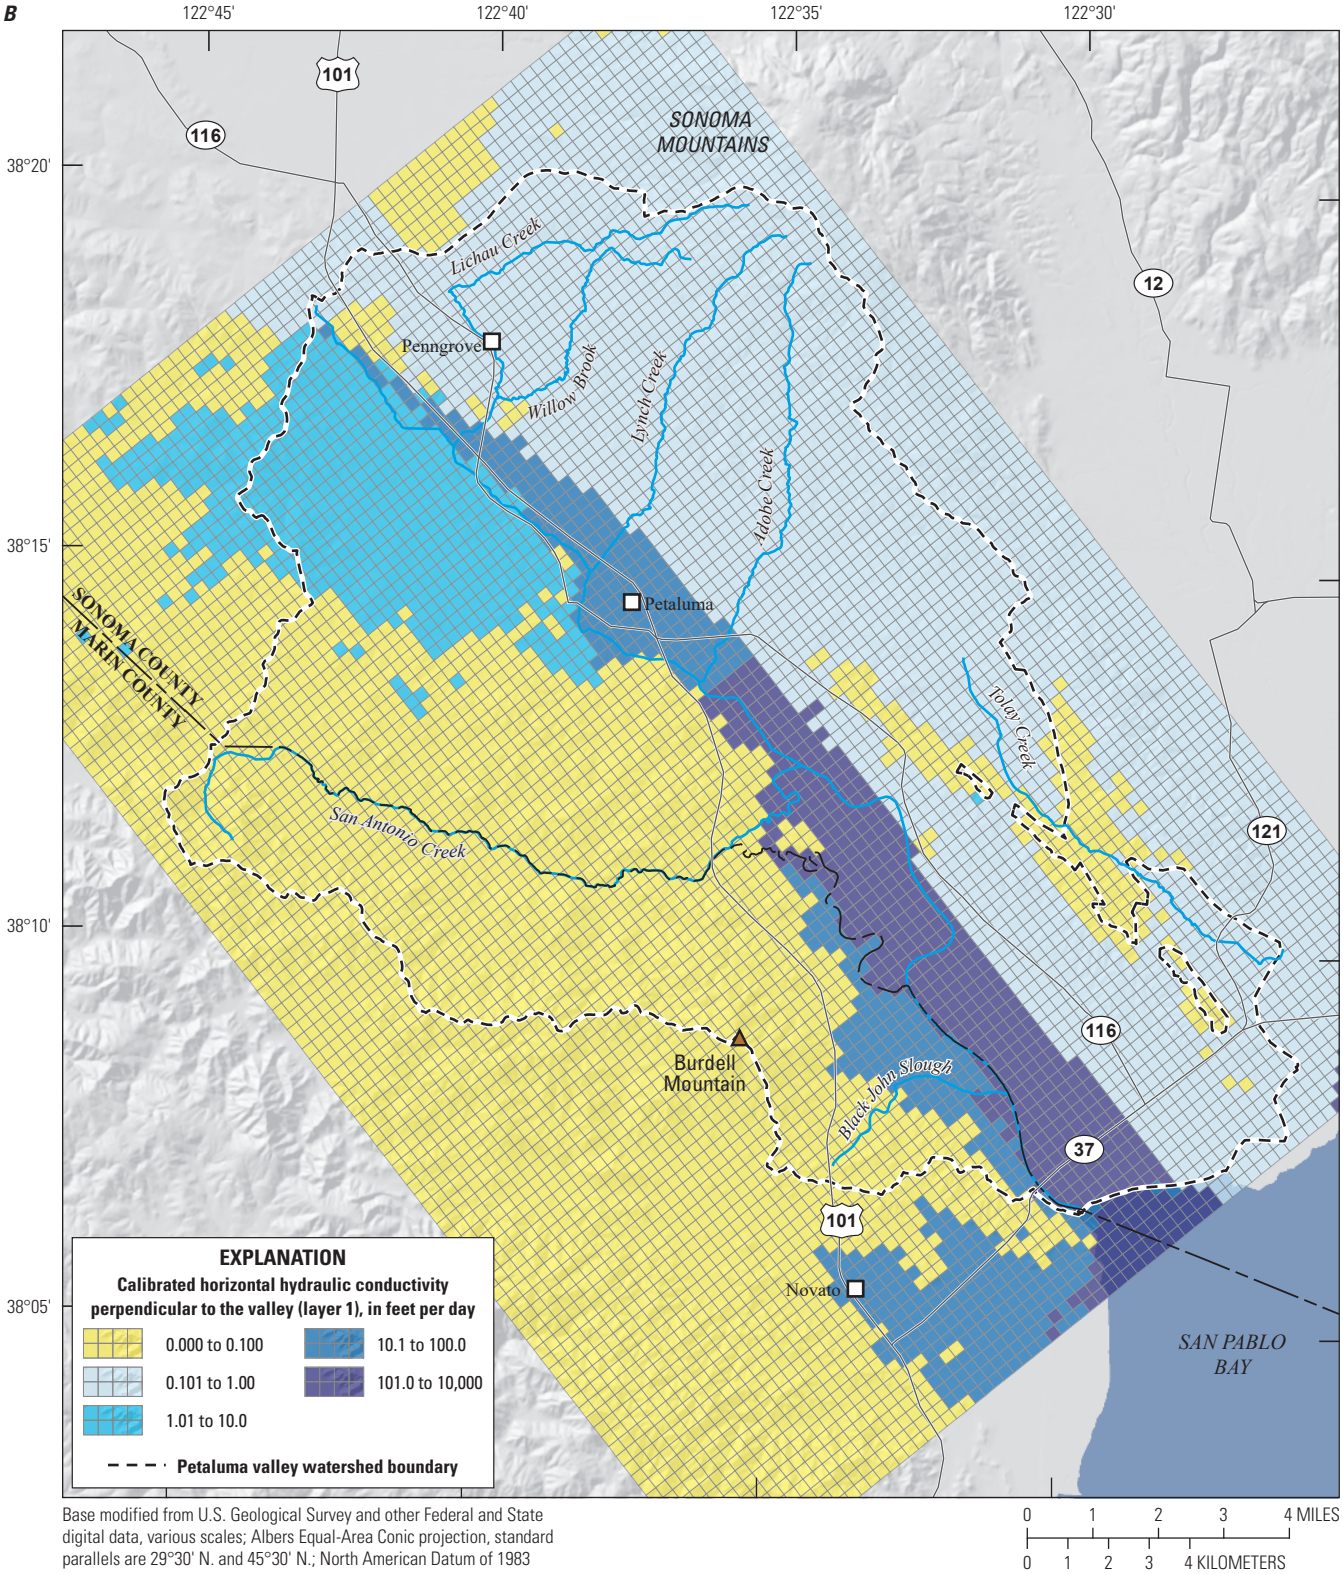 B
122°45'
122°40'
122°35'
122°30'
101
116
SONOMA
MOUNTAINS
38°20'
Lichau Creek
12
Penngrove
Willow Brook
Lynch Creek
Adobe Creek
38°15'
Petaluma
SONOMA COUNTY
MARIN COUNTY
Tolay Creek
San Antonio Creek
121
38°10'
116
Burdell
Mountain
Black John Slough
37
101
Novato
38°05'
SAN PABLO
BAY
EXPLANATION
Calibrated horizontal hydraulic conductivity
perpendicular to the valley (layer 1), in feet per day
0.000 to 0.100
10.1 to 100.0
0.101 to 1.00
101.0 to 10,000
1.01 to 10.0
Petaluma valley watershed boundary
Base modified from U.S. Geological Survey and other Federal and State
digital data, various scales; Albers Equal-Area Conic projection, standard
parallels are 29°30' N. and 45°30' N.; North American Datum of 1983
0 1 2 3 4 MILES
0 1 2 3 4 KILOMETERS